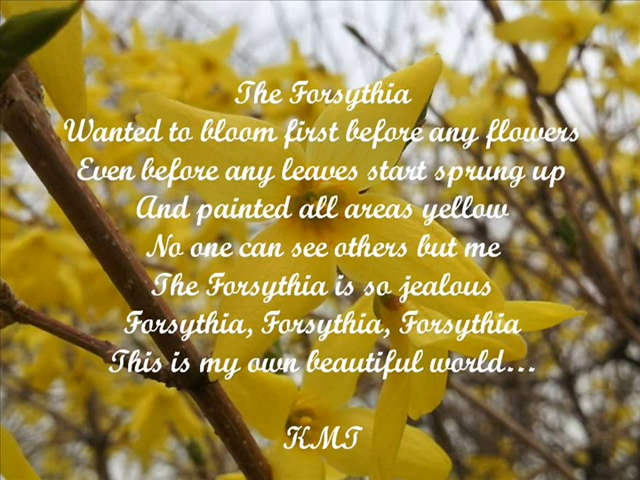 The Forsythia
Wanted to bloom first before any flowers
Even before any leaves start sprung up
And painted all areas yellow
No one can see others but me
The Forsythia is so jealous
Forsythia, Forsythia, Forsythia
This is my own beautiful world...
KMT